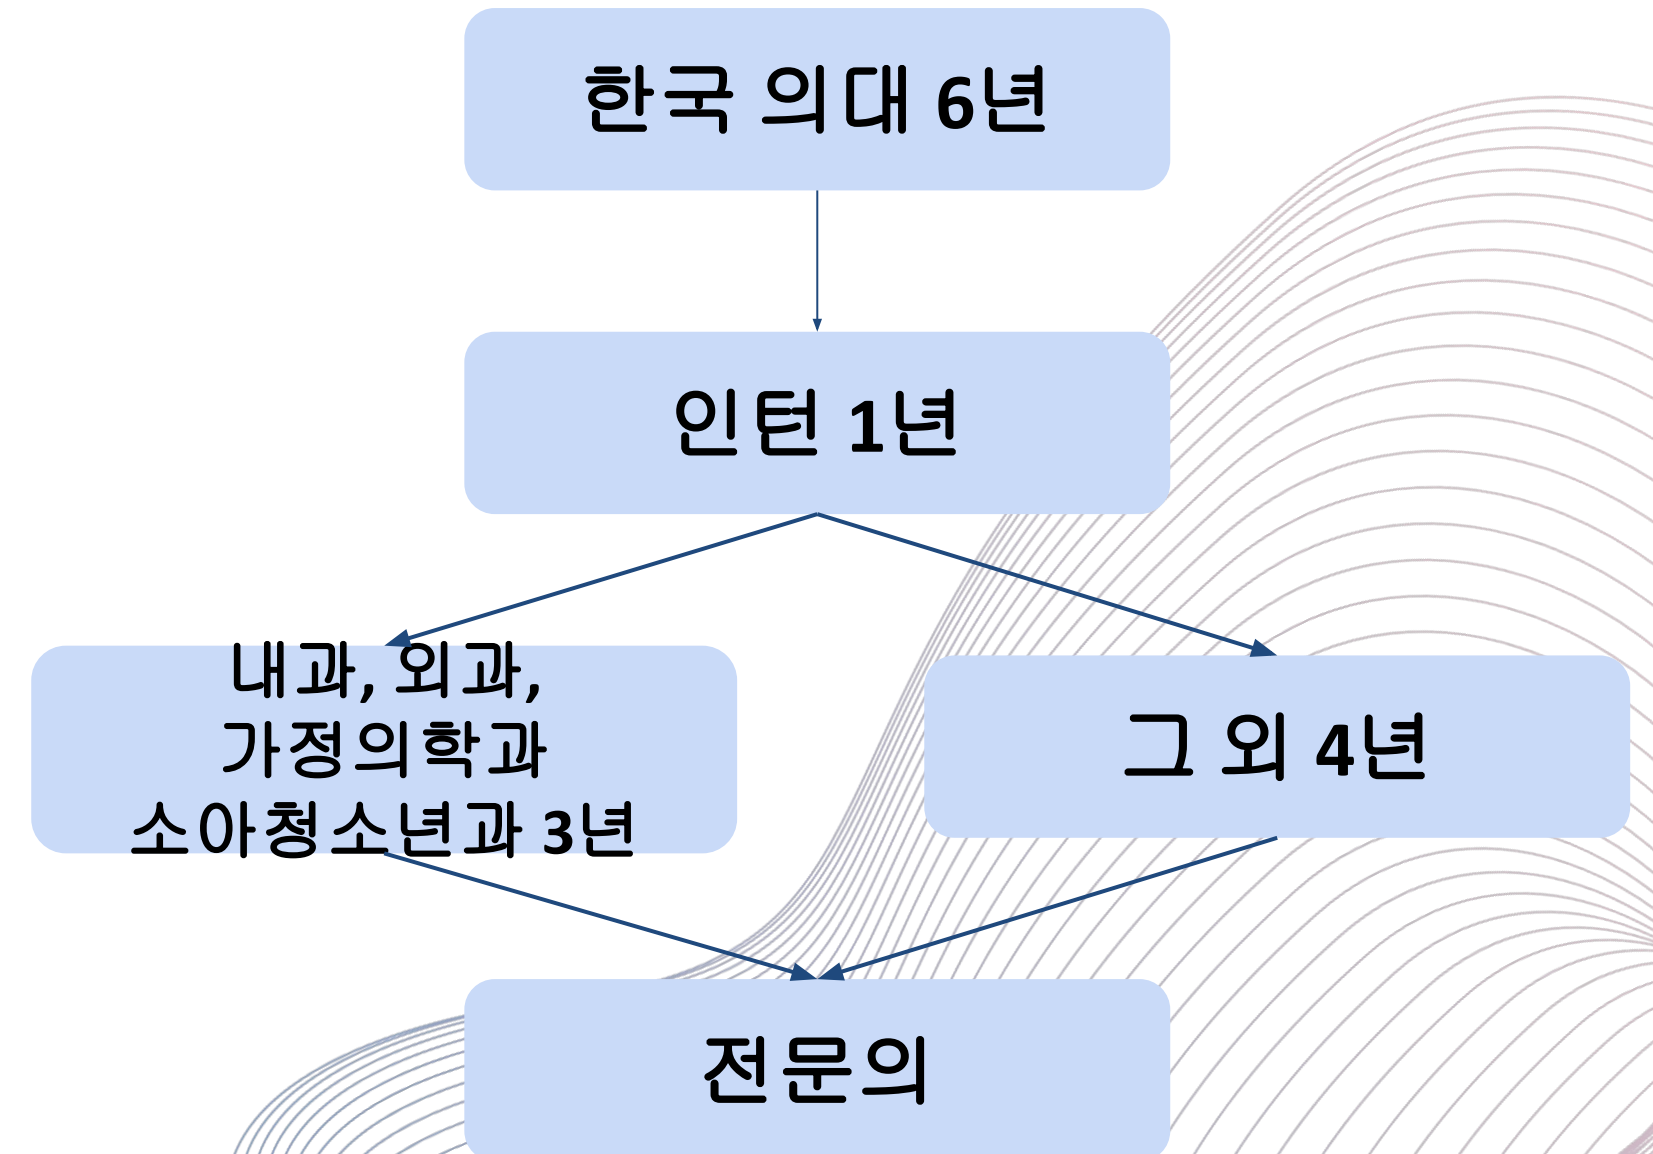 한국 의대 6년
인턴 1년
내과, 외과,
가정의학과
소아청소년과 3년
그 외 4년
전문의